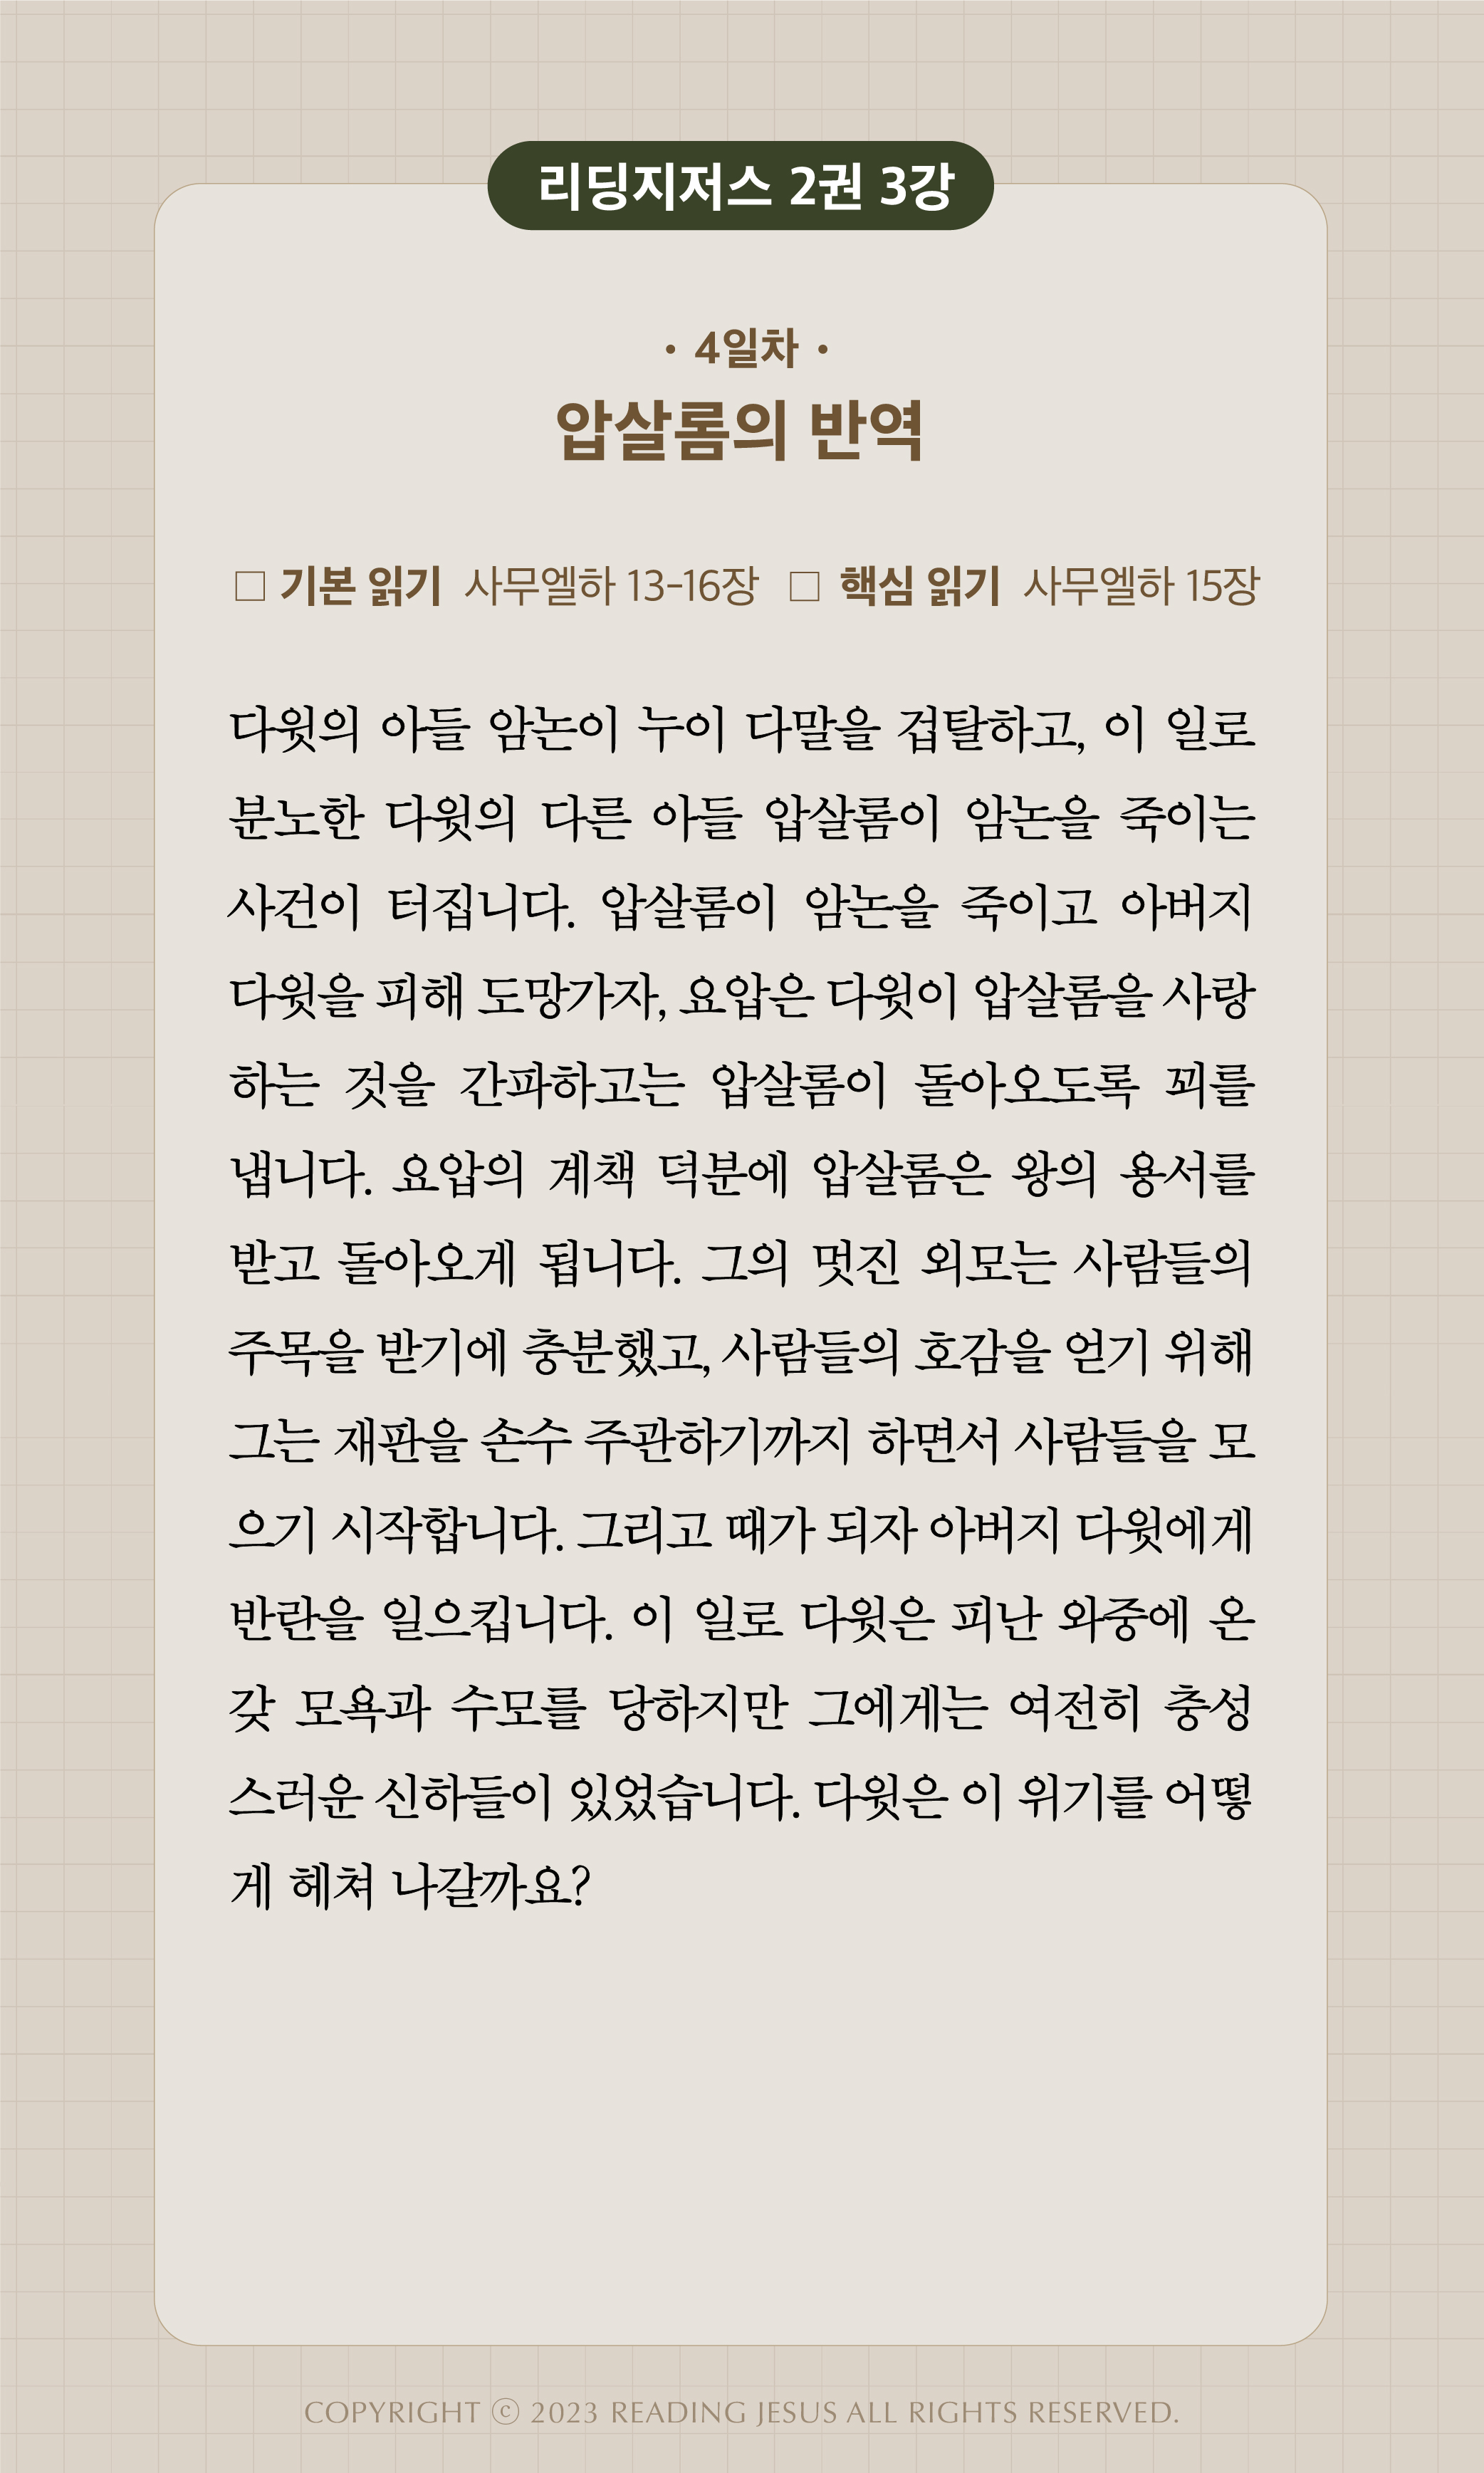 리딩지저스 2권 3강
· 4일차 ·
압살롬의 반역
□ 기본 읽기 사무엘하 13-16장 □ 핵심 읽기 사무엘하 15장
다윗의 아들 암논이 누이 다말을 겁탈하고, 이 일로
분노한 다윗의 다른 아들 압살롬이 암논을 죽이는
사건이 터집니다. 압살롬이 암논을 죽이고 아버지
다윗을 피해 도망가자, 요압은 다윗이 압살롬을 사랑
하는 것을 간파하고는 압살롬이 돌아오도록 꾀를
냅니다. 요압의 계책 덕분에 압살롬은 왕의 용서를
받고 돌아오게 됩니다. 그의 멋진 외모는 사람들의
주목을 받기에 충분했고, 사람들의 호감을 얻기 위해
그는 재판을 손수 주관하기까지 하면서 사람들을 모
으기 시작합니다. 그리고 때가 되자 아버지 다윗에게
반란을 일으킵니다. 이 일로 다윗은 피난 와중에 온
갖 모욕과 수모를 당하지만 그에게는 여전히 충성
스러운 신하들이 있었습니다. 다윗은 이 위기를 어떻
게 헤쳐 나갈까요?
COPYRIGHT ⓒ 2023 READING JESUS ALL RIGHTS RESERVED.